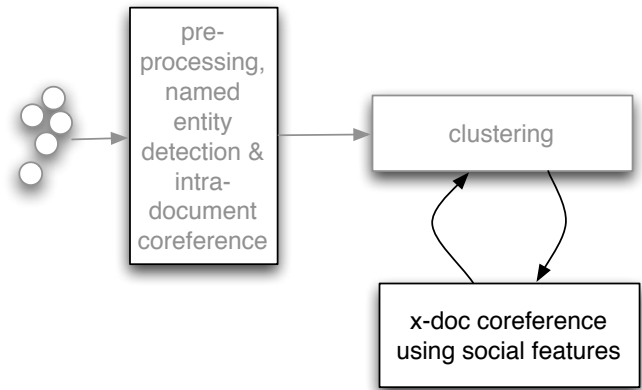 pre-
processing,
named
entity
detection &
intra-
document
coreference
clustering
x-doc coreference
using social features